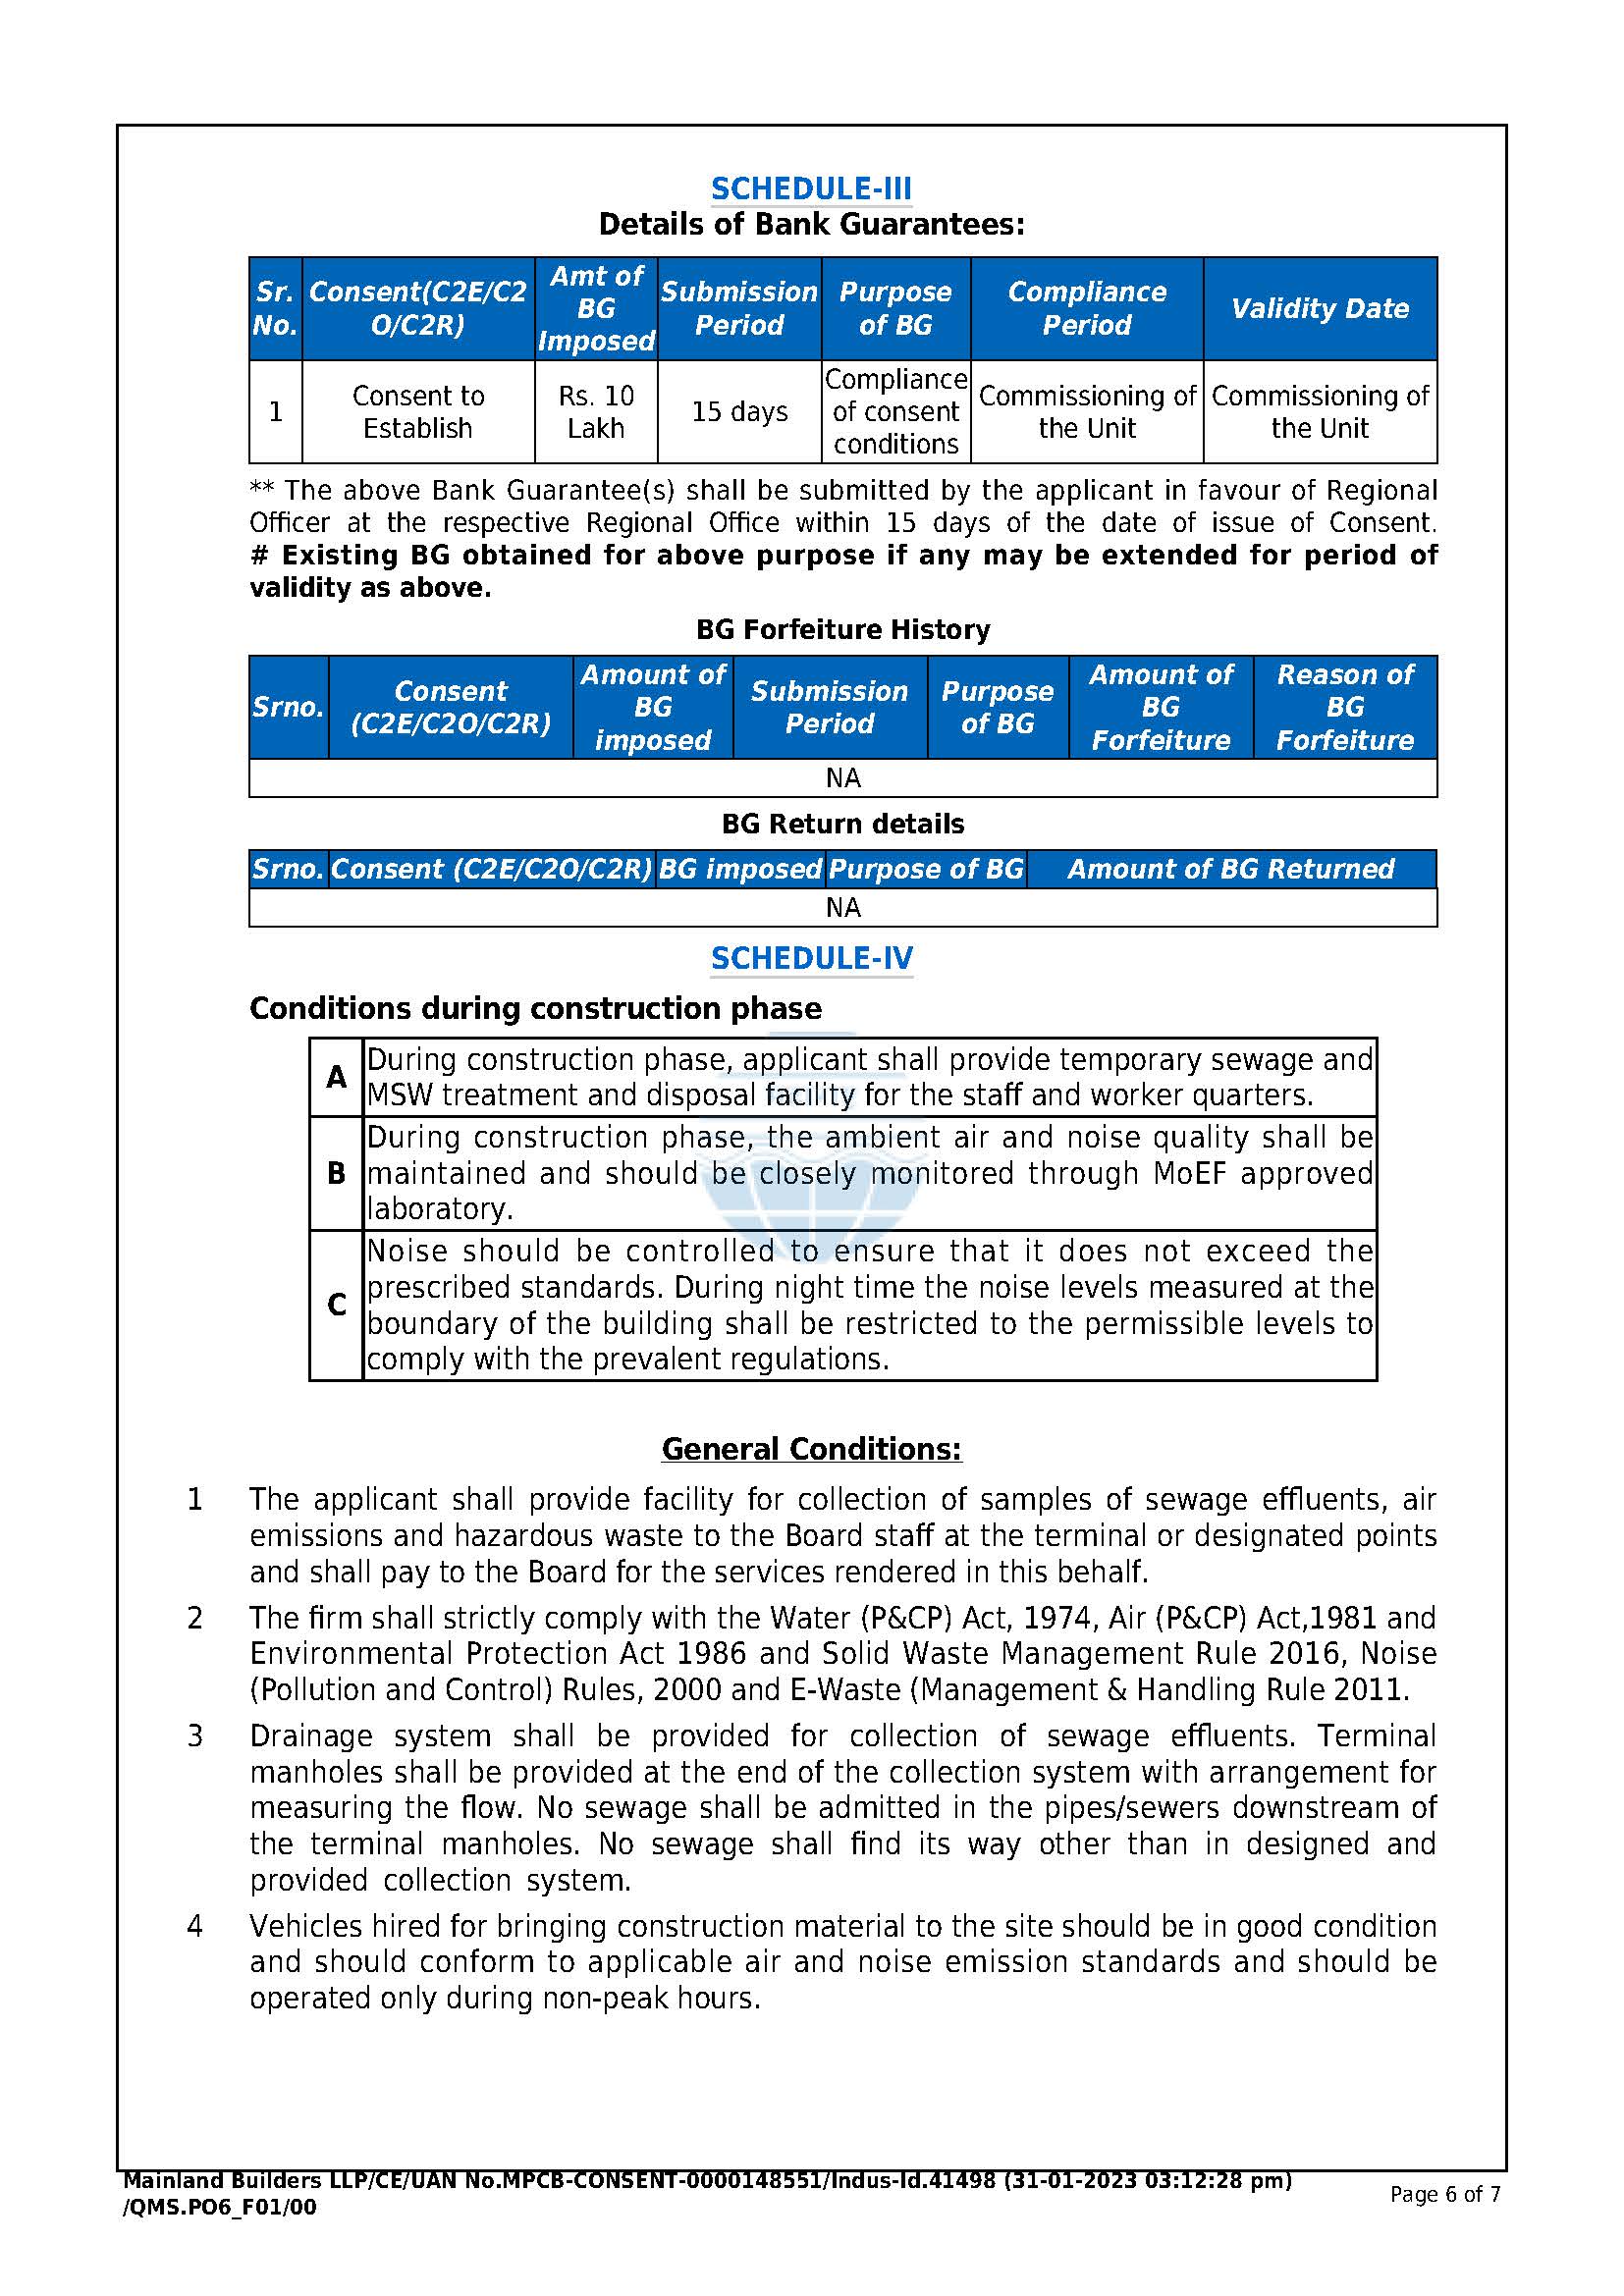 SCHEDULE-III
Details of Bank Guarantees:
Sr. No. Consent(C2E/C2O/C2R) Amt of BG Imposed Submission Period Purpose of BG Compliance Period Validity Date
1 Consent to Establish Rs. 10 Lakh 15 days Compliance of consent conditions Commissioning of the Unit Commissioning of the Unit
** The above Bank Guarantee(s) shall be submitted by the applicant in favour of Regional
Officer at the respective Regional Office within 15 days of the date of issue of Consent.
# Existing BG obtained for above purpose if any may be extended for period of
validity as above.
BG Forfeiture History
Srno. Consent (C2E/C2O/C2R) Amount of BG imposed Submission Period Purpose of BG Amount of BG Forfeiture Reason of BG Forfeiture
NA
BG Return details
Srno. Consent (C2E/C2O/C2R) BG imposed Purpose of BG Amount of BG Returned
NA
SCHEDULE-IV
Conditions during construction phase
A During construction phase, applicant shall provide temporary sewage and
MSW treatment and disposal facility for the staff and worker quarters.
B During construction phase, the ambient air and noise quality shall be
maintained and should be closely monitored through MoEF approved
laboratory.
C Noise should be controlled to ensure that it does not exceed the
prescribed standards. During night time the noise levels measured at the
boundary of the building shall be restricted to the permissible levels to
comply with the prevalent regulations.
General Conditions:
1 The applicant shall provide facility for collection of samples of sewage effluents, air
emissions and hazardous waste to the Board staff at the terminal or designated points
and shall pay to the Board for the services rendered in this behalf.
2 The firm shall strictly comply with the Water (P&CP) Act, 1974, Air (P&CP) Act,1981 and
Environmental Protection Act 1986 and Solid Waste Management Rule 2016, Noise
(Pollution and Control) Rules, 2000 and E-Waste (Management & Handling Rule 2011.
3 Drainage system shall be provided for collection of sewage effluents. Terminal
manholes shall be provided at the end of the collection system with arrangement for
measuring the flow. No sewage shall be admitted in the pipes/sewers downstream of
the terminal manholes. No sewage shall find its way other than in designed and
provided collection system.
4 Vehicles hired for bringing construction material to the site should be in good condition
and should conform to applicable air and noise emission standards and should be
operated only during non-peak hours.
Mainland Builders LLP/CE/UAN No.MPCB-CONSENT-0000148551/Indus-Id.41498 (31-01-2023 03:12:28 pm)
/QMS.PO6_F01/00
Page 6 of 7